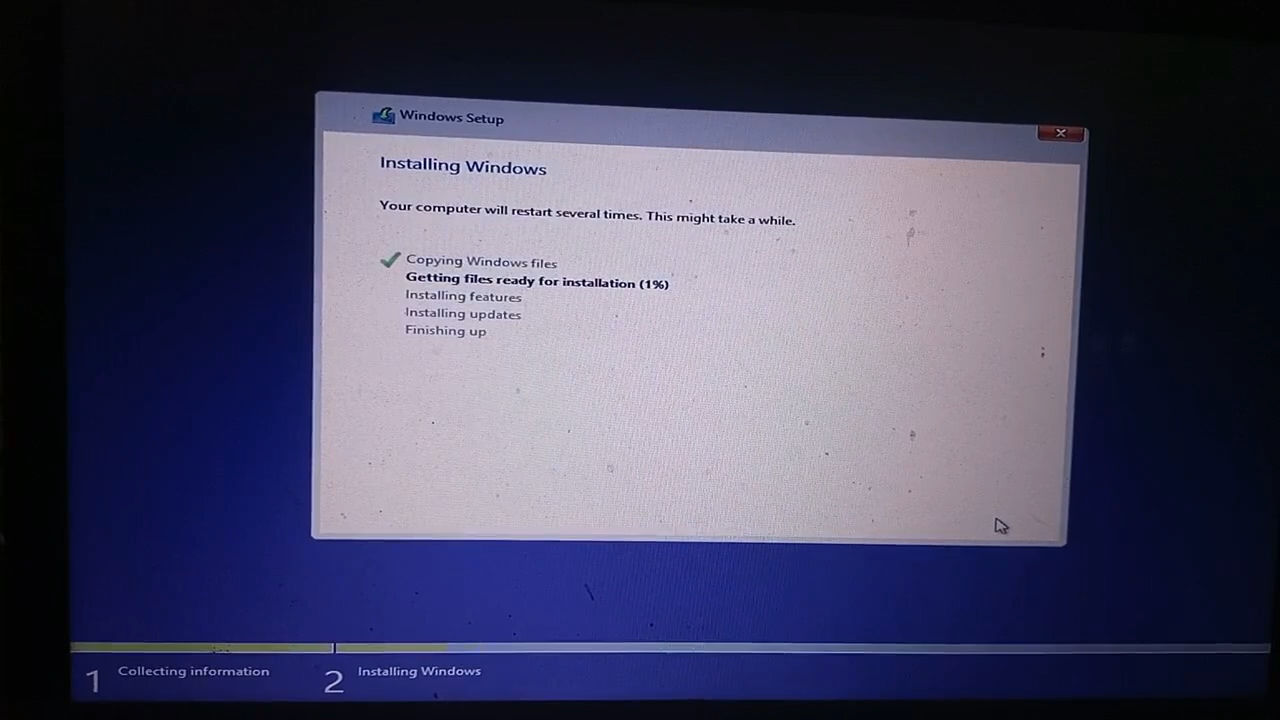 Windows Setup
Installing Windows
Your computer will restart several times. This might take a while.
Copying Windows files
Getting files ready for installation (1%)
Installing features
Installing updates
Finishing up
1 Collecting information
2 Installing Windows